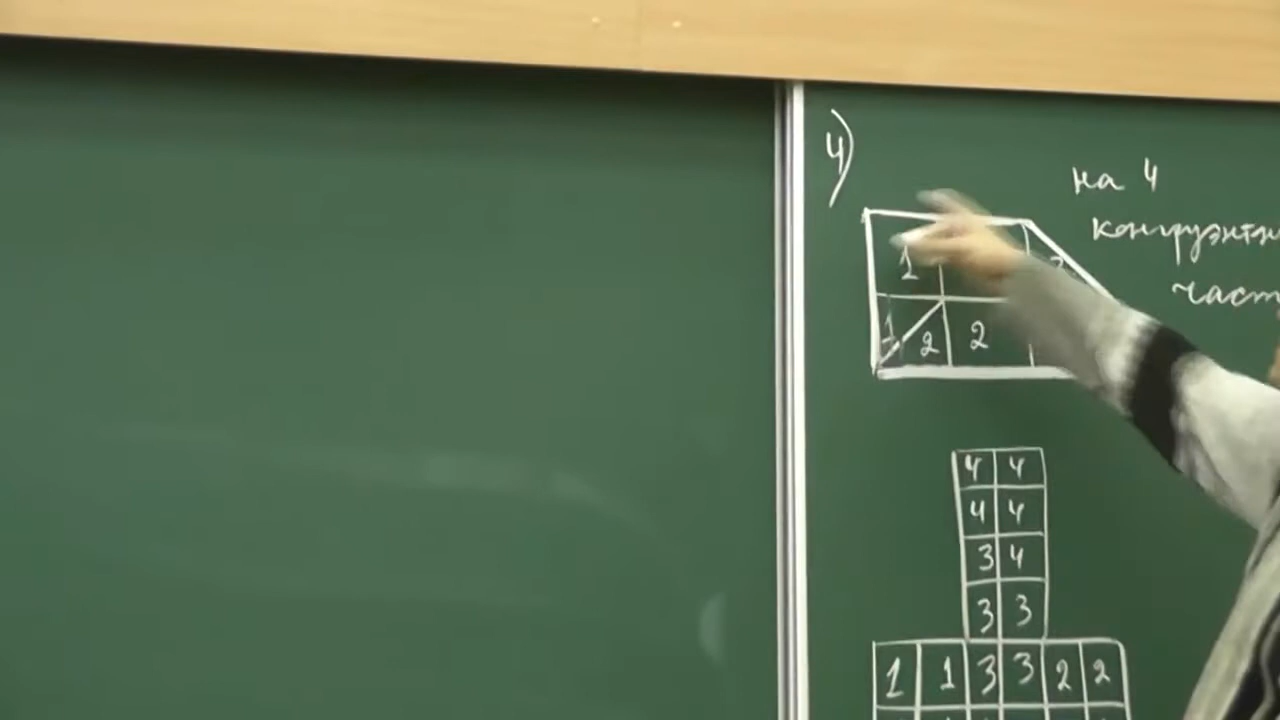 4)
на 4
конгруэнтн
част
1
1 2 2
4 4
4 4
3 4
3 3
1 1 3 3 2 2